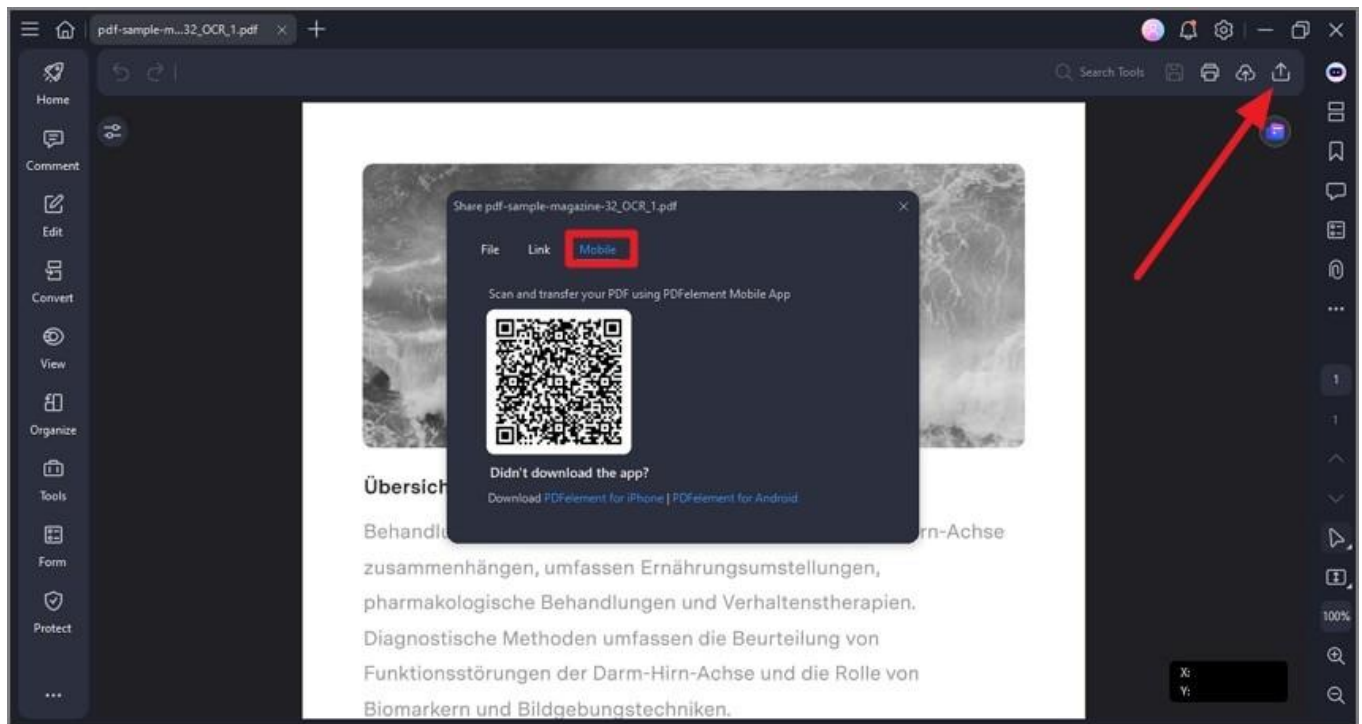 pdf-sample-m...32_OCR_1.pdf
Search Tools
Home
Comment
Edit
Convert
View
Organize
Tools
Form
Protect
Share pdf-sample-magazine-32_OCR_1.pdf
File Link Mobile
Scan and transfer your PDF using PDFelement Mobile App
Didn't download the app?
Download PDFelement for iPhone | PDFelement for Android
rn-Achse
zusammenhängen, umfassen Ernährungsumstellungen,
pharmakologische Behandlungen und Verhaltenstherapien.
Diagnostische Methoden umfassen die Beurteilung von
Funktionsstörungen der Darm-Hirn-Achse und die Rolle von
Biomarkern und Bildgebungstechniken.
1
1
100%
X:
Y: